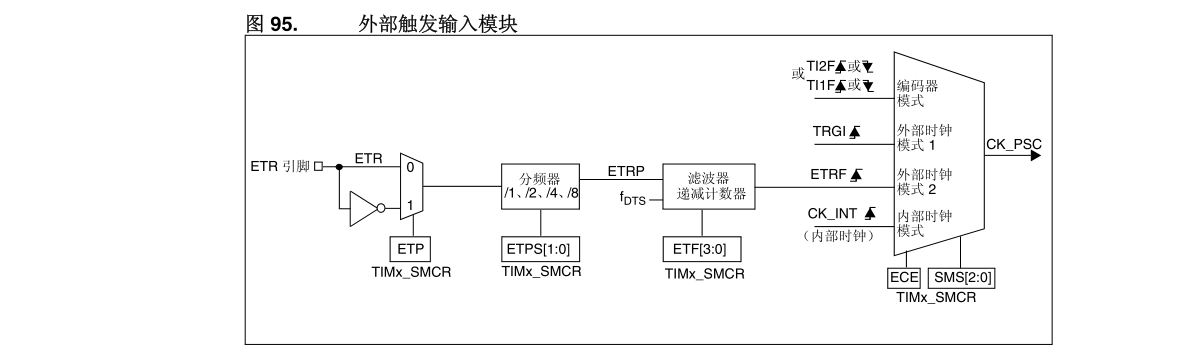 图 95. 外部触发输入模块
或 TI2F 或
TI1F 或
编码器
模式
TRGI
外部时钟
模式 1
CK_PSC
ETR 引脚
ETR
0
1
ETP
TIMx_SMCR
分频器
/1、/2、/4、/8
ETPS[1:0]
TIMx_SMCR
ETRP
fDTS
滤波器
递减计数器
ETF[3:0]
TIMx_SMCR
ETRF
外部时钟
模式 2
CK_INT
（内部时钟）
内部时钟
模式
ECE
SMS[2:0]
TIMx_SMCR